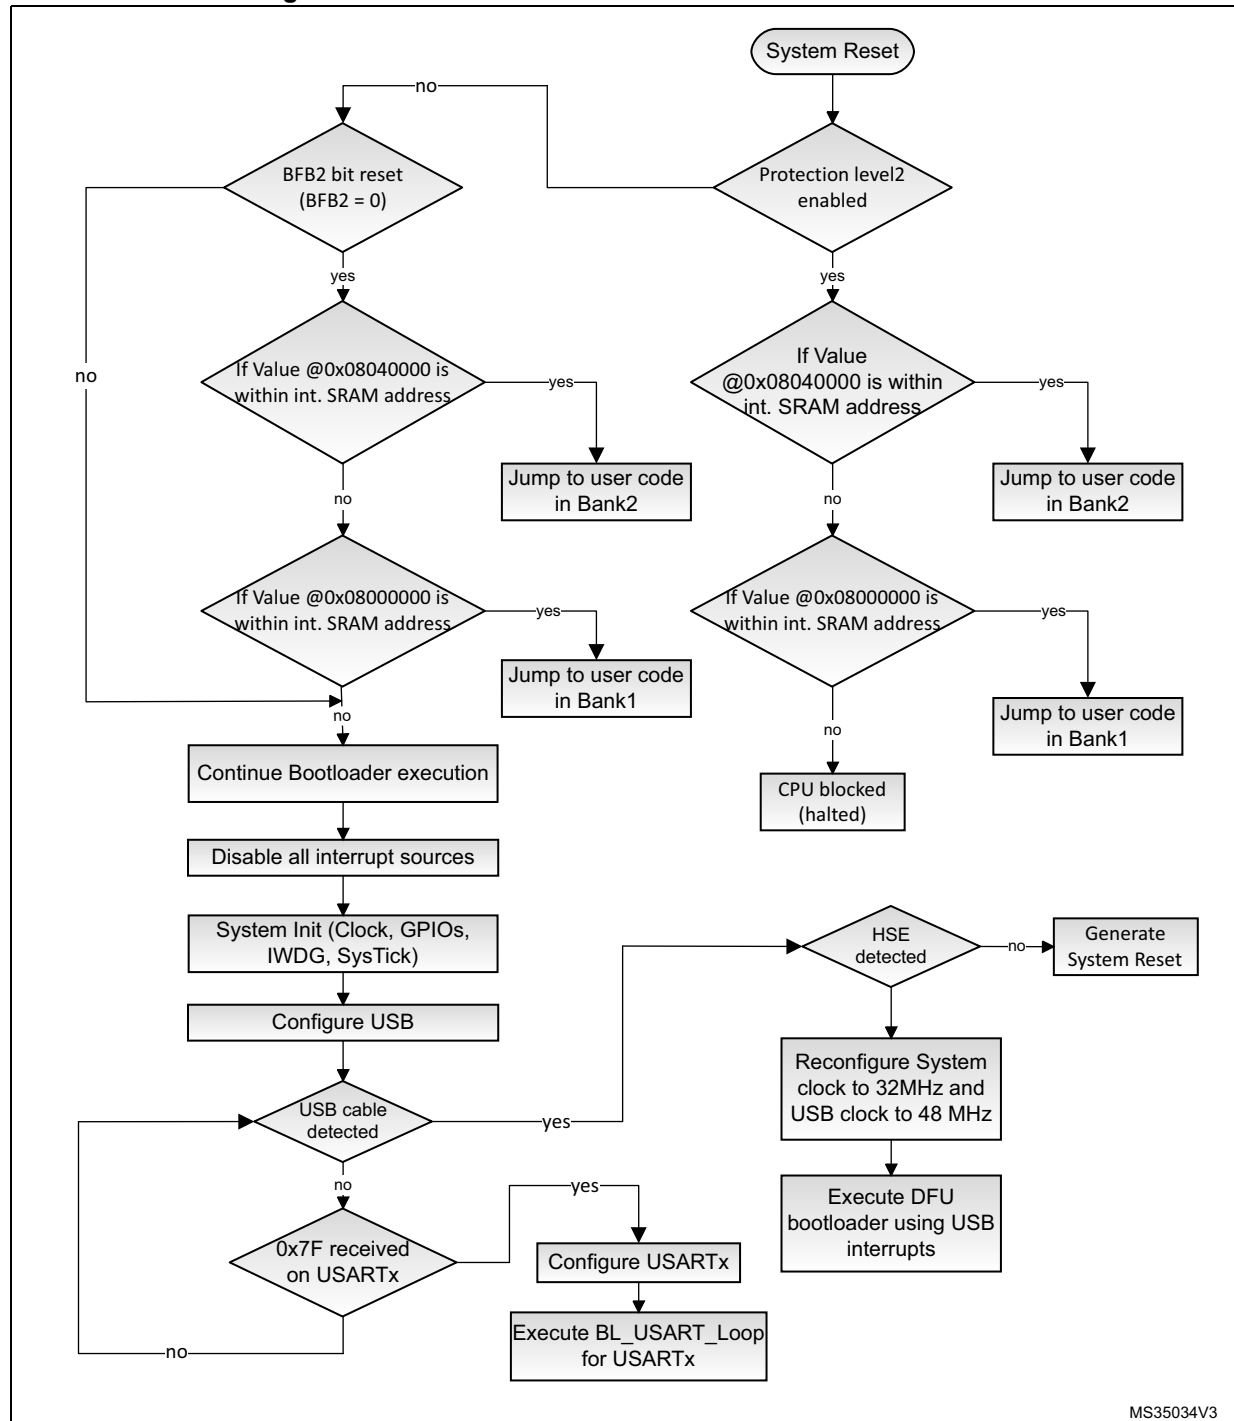 System Reset
no
BFB2 bit reset
(BFB2 = 0)
Protection level2
enabled
yes
yes
no
If Value @0x08040000 is
within int. SRAM address
yes
If Value
@0x08040000 is within
int. SRAM address
yes
Jump to user code
in Bank2
Jump to user code
in Bank2
no
no
If Value @0x08000000 is
within int. SRAM address
yes
If Value @0x08000000 is
within int. SRAM address
yes
Jump to user code
in Bank1
Jump to user code
in Bank1
no
no
Continue Bootloader execution
CPU blocked
(halted)
Disable all interrupt sources
System Init (Clock, GPIOs,
IWDG, SysTick)
HSE
detected
no
Generate
System Reset
Configure USB
Reconfigure System
clock to 32MHz and
USB clock to 48 MHz
USB cable
detected
yes
no
yes
Execute DFU
bootloader using USB
interrupts
0x7F received
on USARTx
Configure USARTx
no
Execute BL_USART_Loop
for USARTx
MS35034V3